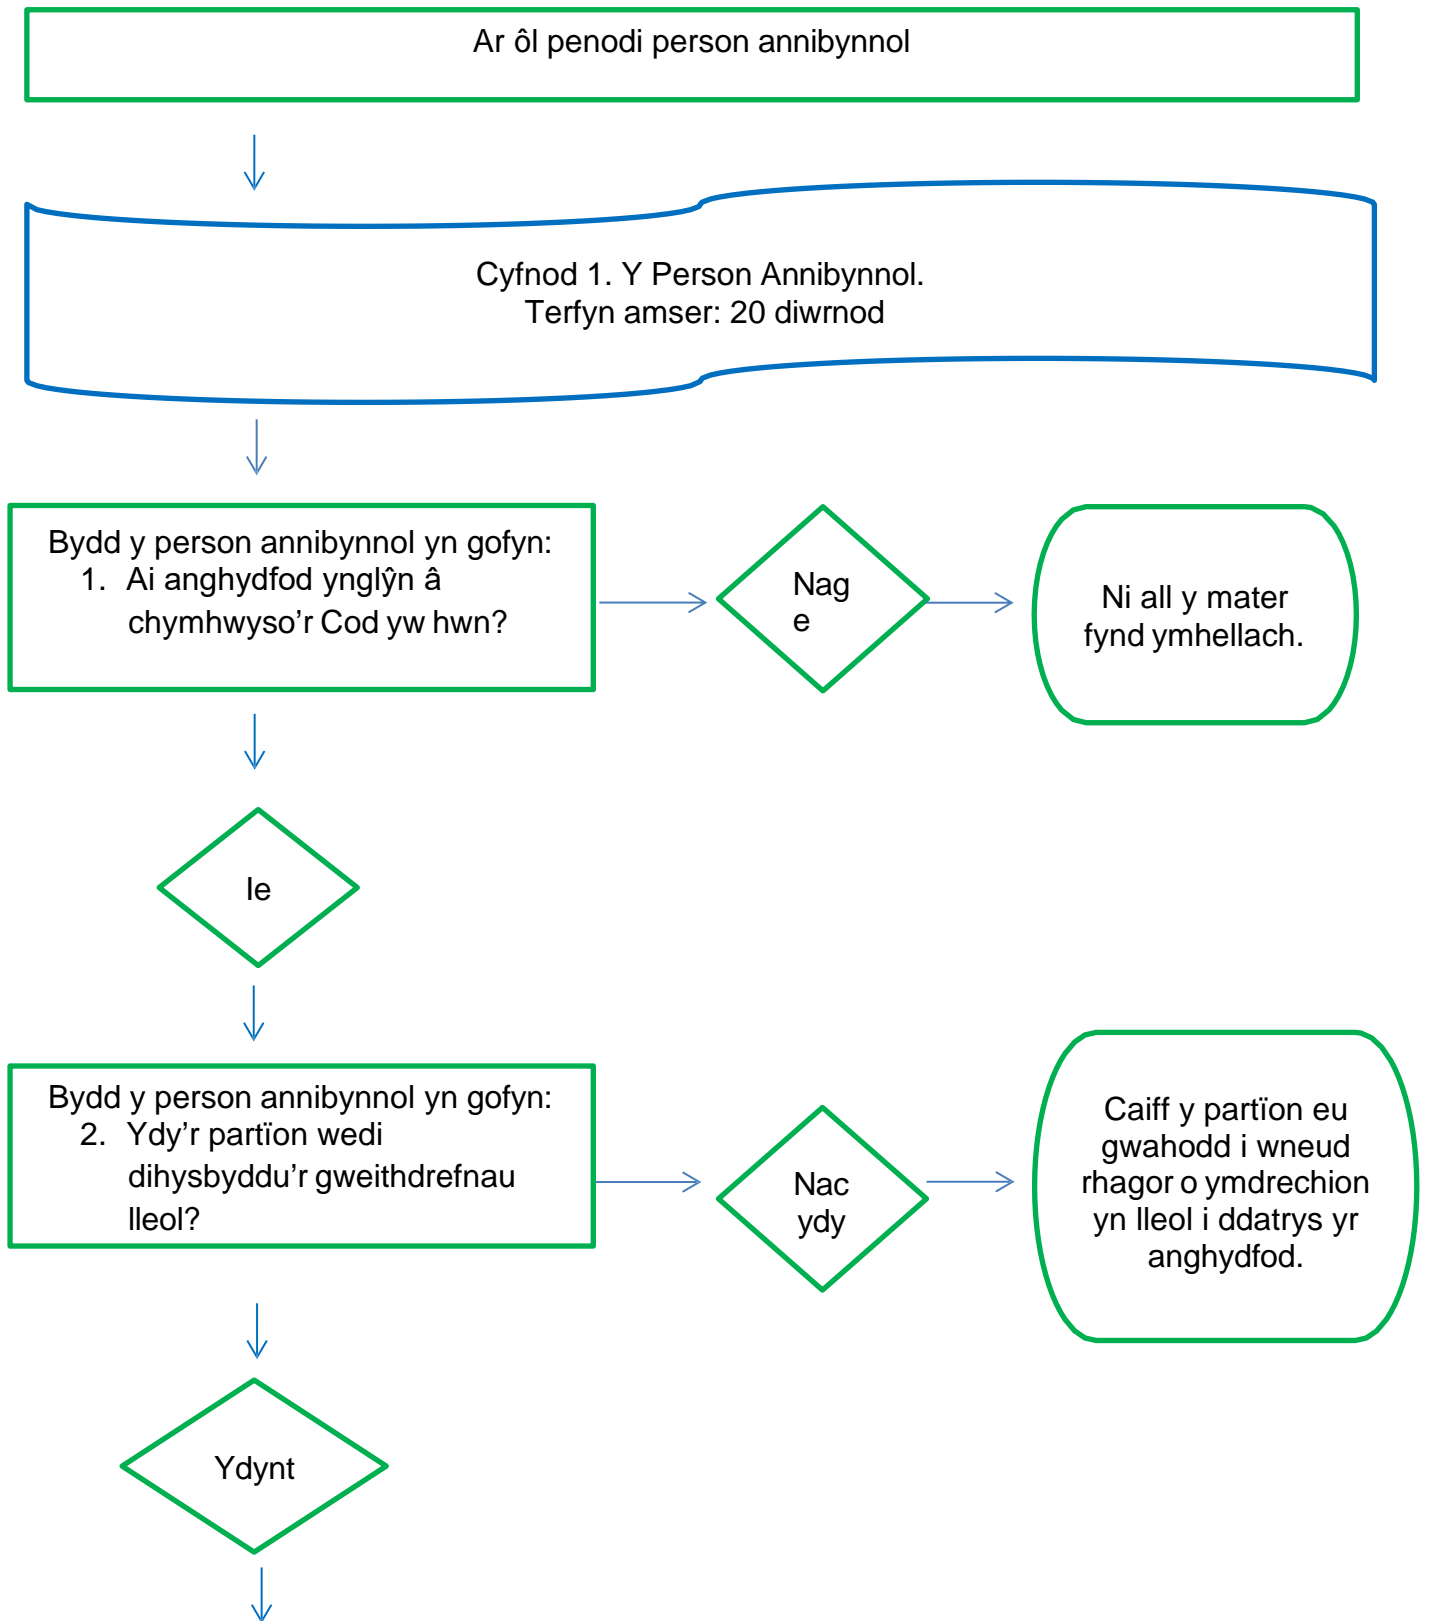 Ar ôl penodi person annibynnol
Cyfnod 1. Y Person Annibynnol.
Terfyn amser: 20 diwrnod
Bydd y person annibynnol yn gofyn:
1. Ai anghydfod ynglŷn â
chymhwyso’r Cod yw hwn?
Nag
e
Ni all y mater
fynd ymhellach.
Ie
Bydd y person annibynnol yn gofyn:
2. Ydy’r partïon wedi
dihysbyddu’r gweithdrefnau
lleol?
Nac
ydy
Caiff y partïon eu
gwahodd i wneud
rhagor o ymdrechion
yn lleol i ddatrys yr
anghydfod.
Ydynt